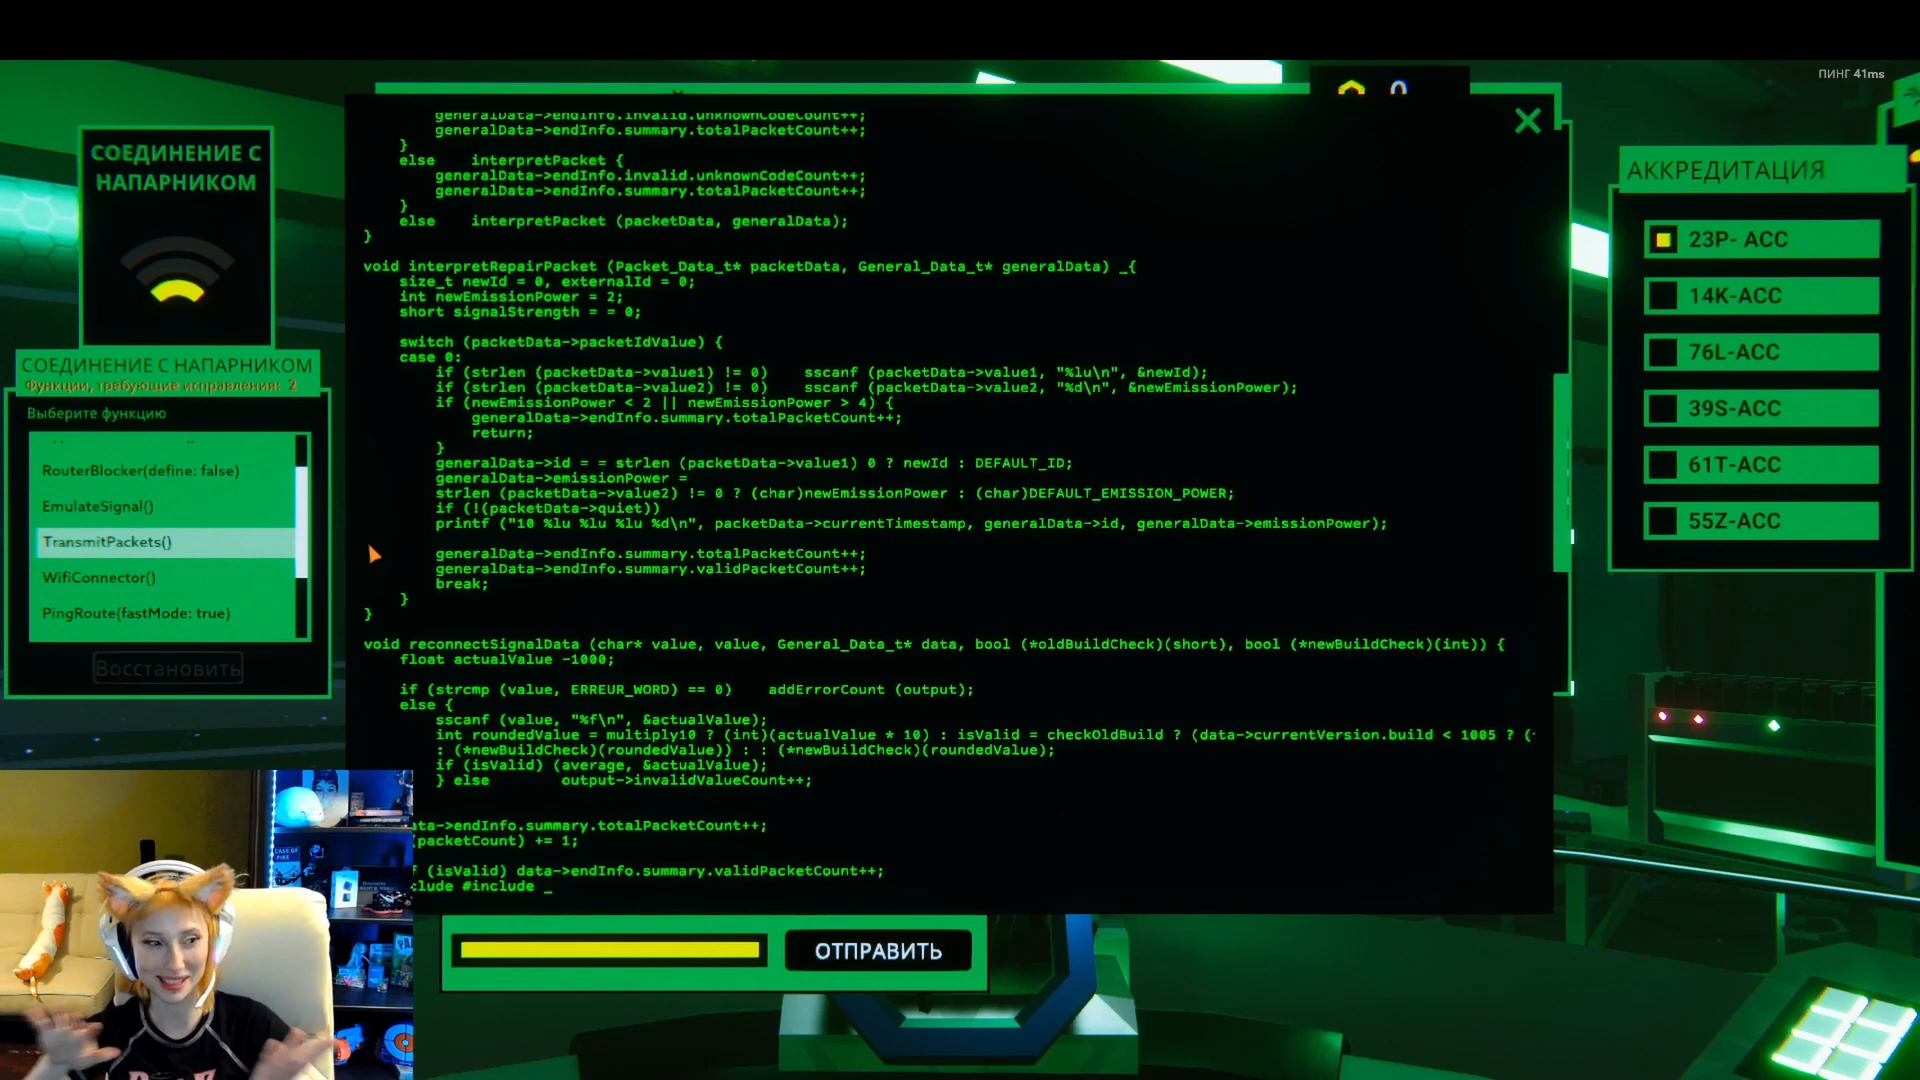 ПИНГ 41ms
СОЕДИНЕНИЕ С
НАПАРНИКОМ
СОЕДИНЕНИЕ С НАПАРНИКОМ
Функции, требующие исправления: 2
Выберите функцию
RouterBlocker(define: false)
EmulateSignal()
TransmitPackets()
WifiConnector()
PingRoute(fastMode: true)
Восстановить
generalData->endInfo.invalid.unknownCodeCount++;
generalData->endInfo.summary.totalPacketCount++;
}
else    interpretPacket {
generalData->endInfo.invalid.unknownCodeCount++;
generalData->endInfo.summary.totalPacketCount++;
}
else    interpretPacket (packetData, generalData);
}
void interpretRepairPacket (Packet_Data_t* packetData, General_Data_t* generalData) _{
size_t newId = 0, externalId = 0;
int newEmissionPower = 2;
short signalStrength = = 0;
switch (packetData->packetIdValue) {
case 0:
if (strlen (packetData->value1) != 0)    sscanf (packetData->value1, "%lu\n", &newId);
if (strlen (packetData->value2) != 0)    sscanf (packetData->value2, "%d\n", &newEmissionPower);
if (newEmissionPower < 2 || newEmissionPower > 4) {
generalData->endInfo.summary.totalPacketCount++;
return;
}
generalData->id = = strlen (packetData->value1) 0 ? newId : DEFAULT_ID;
generalData->emissionPower =
strlen (packetData->value2) != 0 ? (char)newEmissionPower : (char)DEFAULT_EMISSION_POWER;
if (!(packetData->quiet))
printf ("10 %lu %lu %lu %d\n", packetData->currentTimestamp, generalData->id, generalData->emissionPower);
generalData->endInfo.summary.totalPacketCount++;
generalData->endInfo.summary.validPacketCount++;
break;
}
}
void reconnectSignalData (char* value, value, General_Data_t* data, bool (*oldBuildCheck)(short), bool (*newBuildCheck)(int)) {
float actualValue -1000;
if (strcmp (value, ERREUR_WORD) == 0)    addErrorCount (output);
else {
sscanf (value, "%f\n", &actualValue);
int roundedValue = multiply10 ? (int)(actualValue * 10) : isValid = checkOldBuild ? (data->currentVersion.build < 1005 ? (
: (*newBuildCheck)(roundedValue)) : : (*newBuildCheck)(roundedValue);
if (isValid) (average, &actualValue);
} else        output->invalidValueCount++;
ata->endInfo.summary.totalPacketCount++;
(packetCount) += 1;
f (isValid) data->endInfo.summary.validPacketCount++;
clude #include _
ОТПРАВИТЬ
АККРЕДИТАЦИЯ
23P- ACC
14K-ACC
76L-ACC
39S-ACC
61T-ACC
55Z-ACC